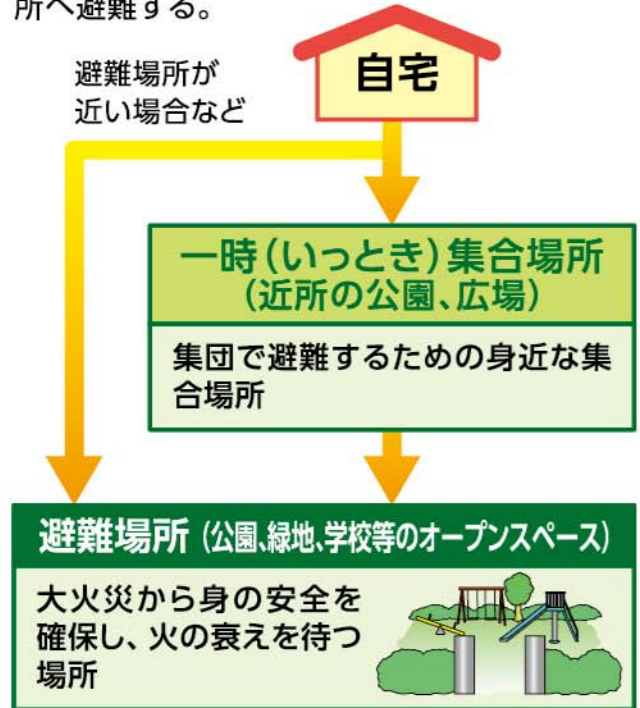 所へ避難する。
自宅
避難場所が
近い場合など
一時(いっとき)集合場所
(近所の公園、広場)
集団で避難するための身近な集
合場所
避難場所(公園、緑地、学校等のオープンスペース)
大火災から身の安全を
確保し、火の衰えを待つ
場所